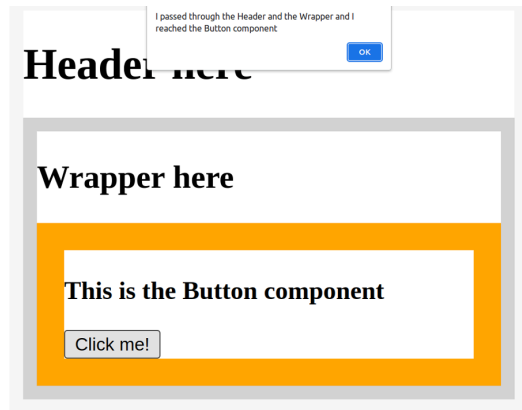 I passed through the Header and the Wrapper and I
reached the Button component
OK
Header here
Wrapper here
This is the Button component
Click me!